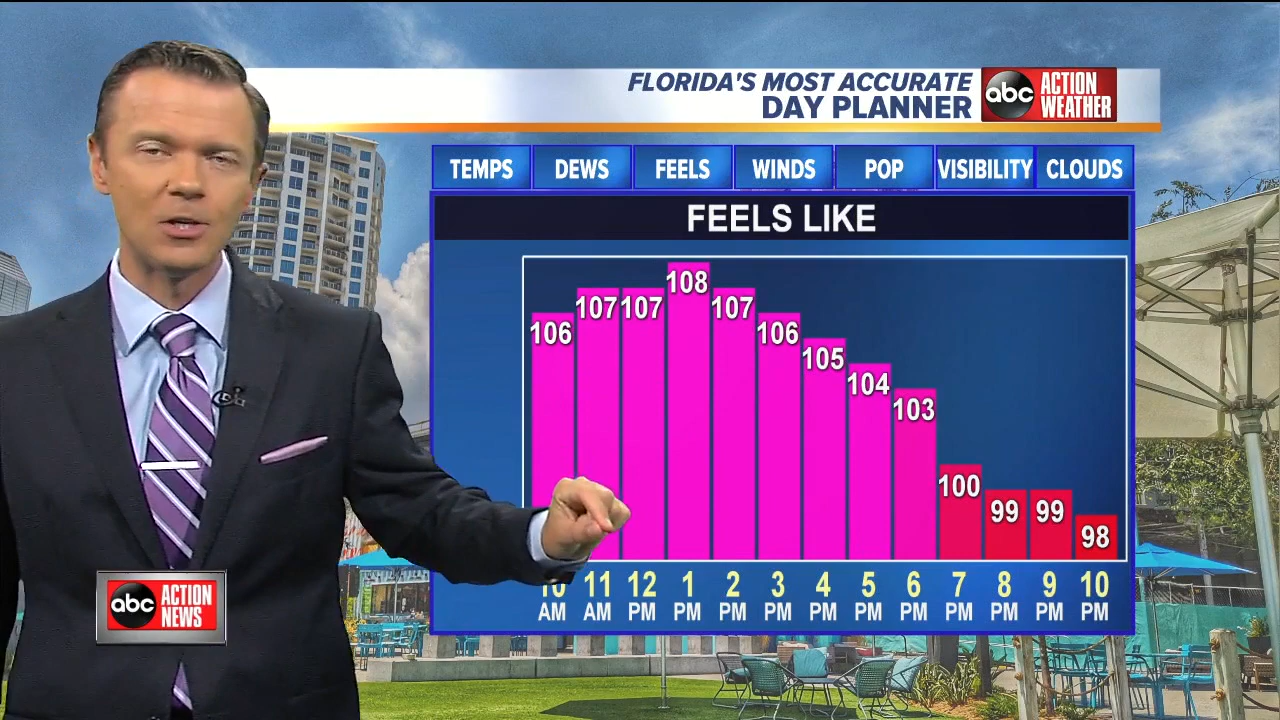 FLORIDA'S MOST ACCURATE
DAY PLANNER
abc ACTION
WEATHER
TEMPS DEWS FEELS WINDS POP VISIBILITY CLOUDS
FEELS LIKE
106 107 107 108 107 106 105 104 103 100 99 99 98
10 11 12 1 2 3 4 5 6 7 8 9 10
AM AM PM PM PM PM PM PM PM PM PM PM PM
abc ACTION
NEWS